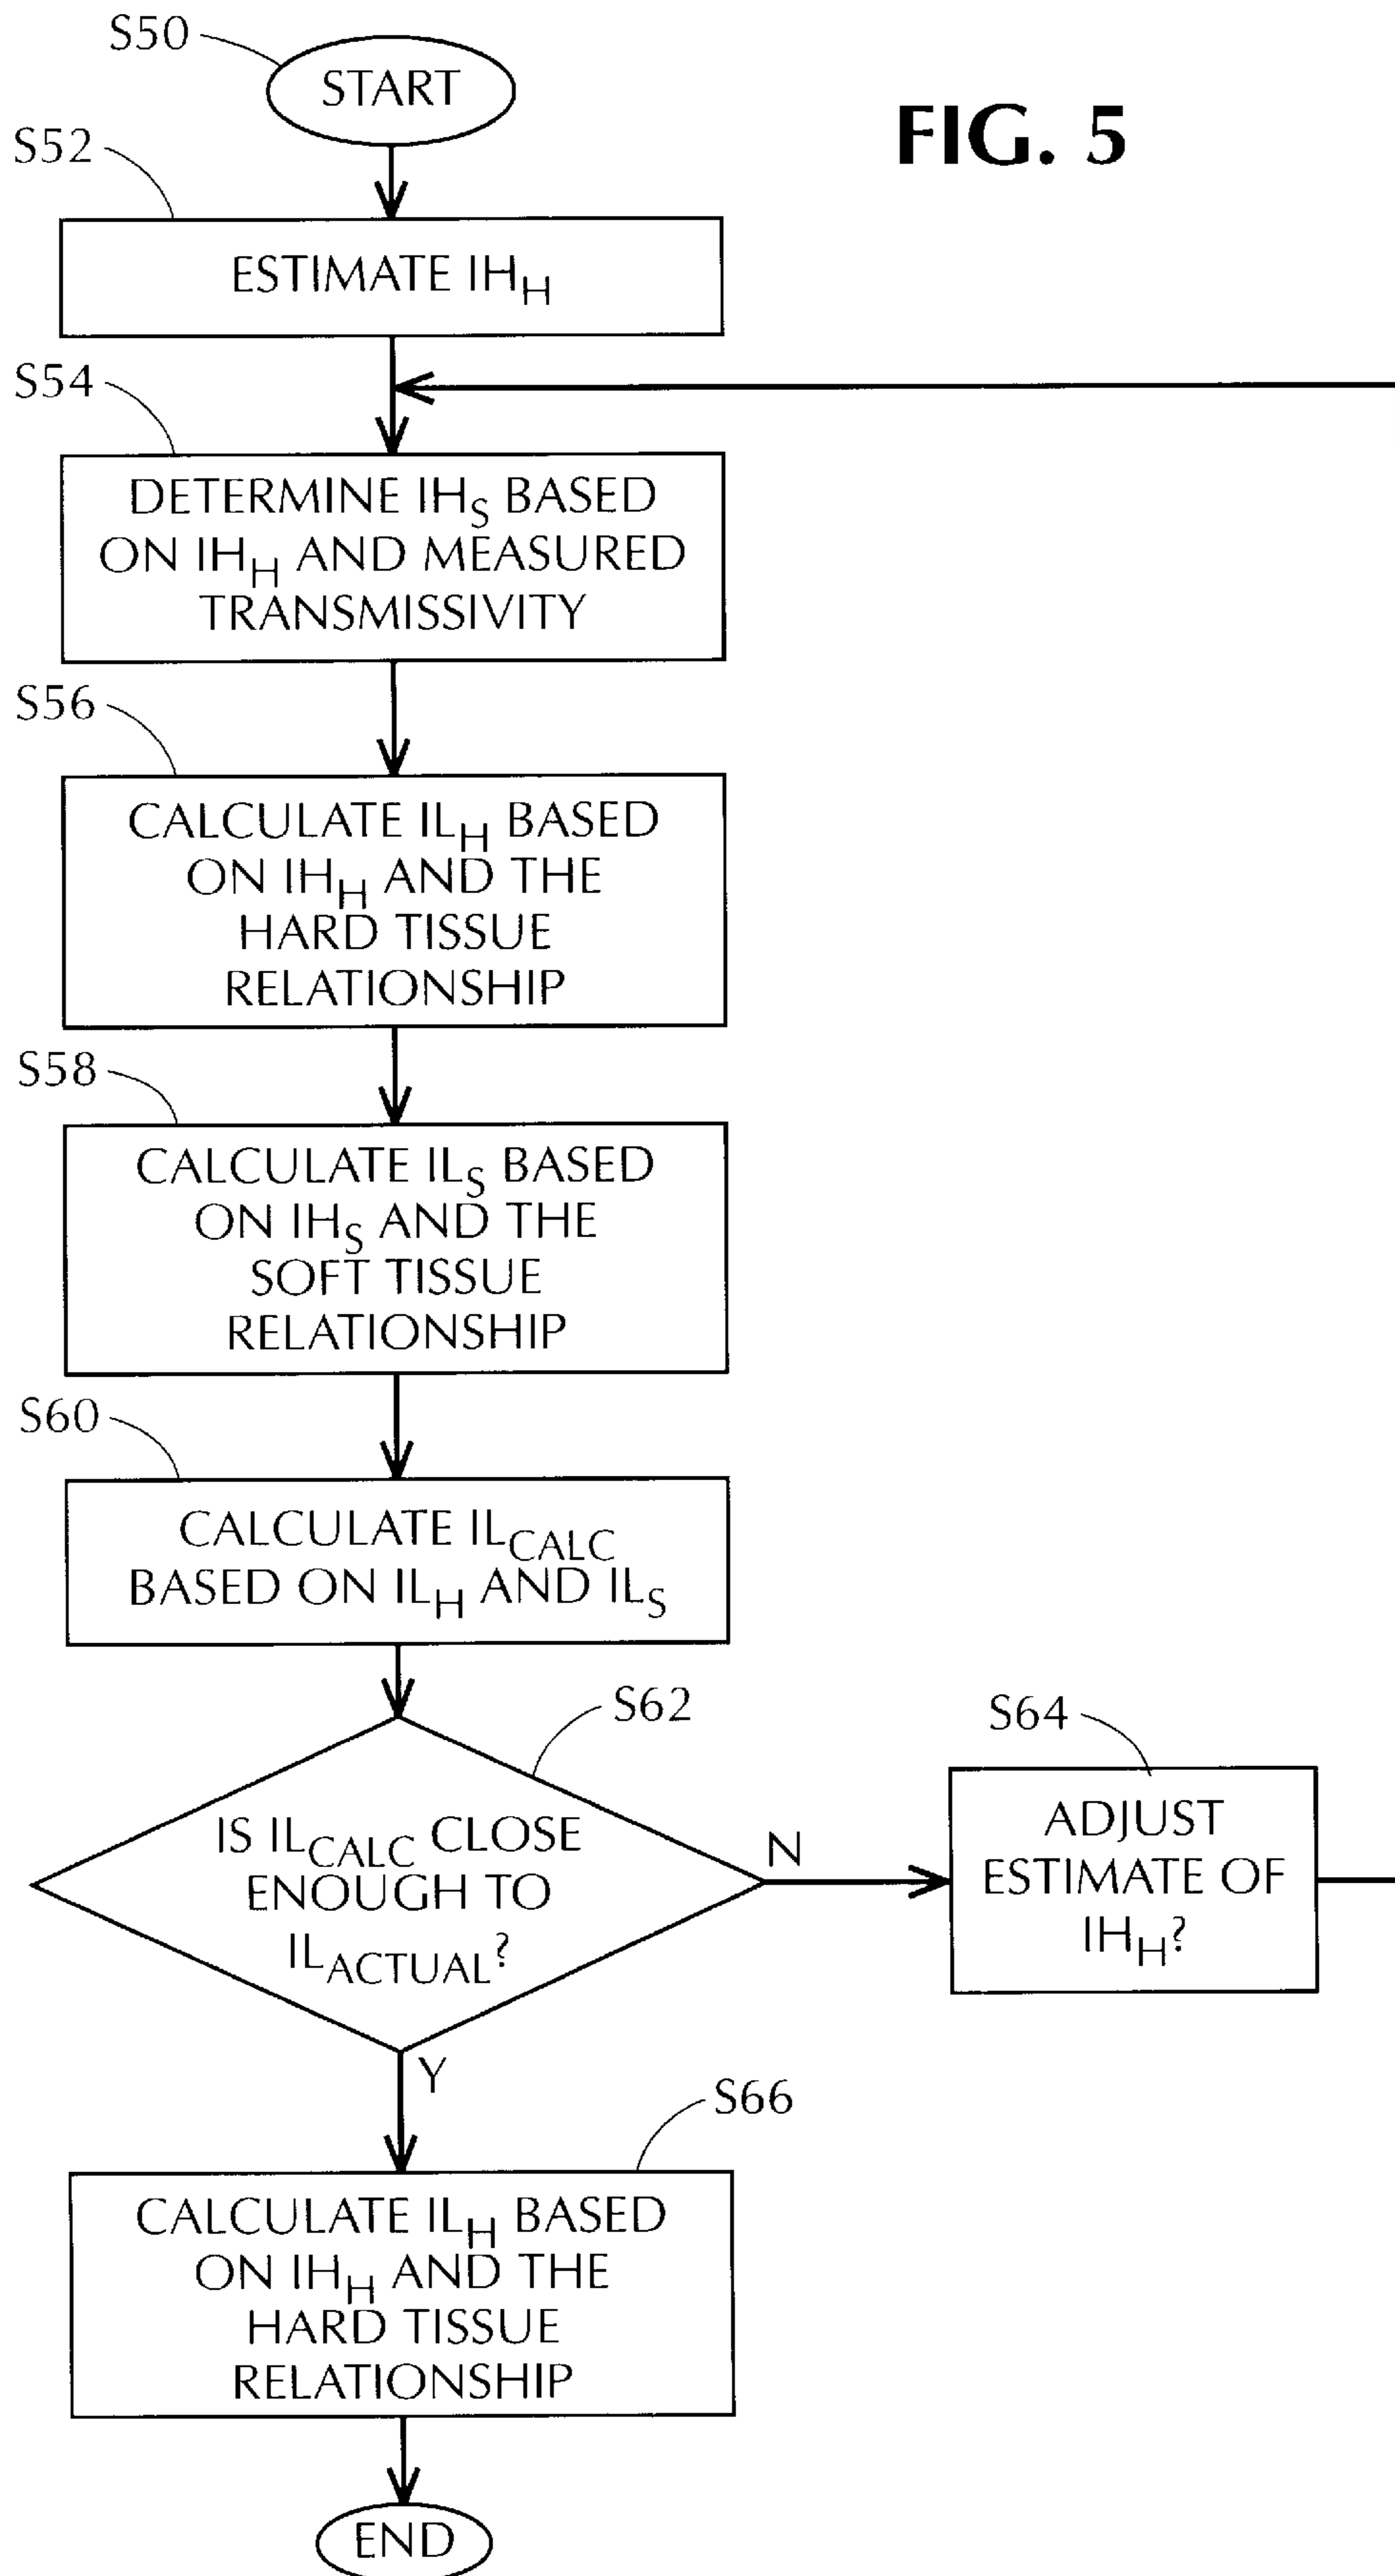 S50
START
FIG. 5
S52
ESTIMATE IH_H
S54
DETERMINE IH_S BASED
ON IH_H AND MEASURED
TRANSMISSIVITY
S56
CALCULATE IL_H BASED
ON IH_H AND THE
HARD TISSUE
RELATIONSHIP
S58
CALCULATE IL_S BASED
ON IH_S AND THE
SOFT TISSUE
RELATIONSHIP
S60
CALCULATE IL_CALC
BASED ON IL_H AND IL_S
S62
IS IL_CALC CLOSE
ENOUGH TO
IL_ACTUAL?
N
S64
ADJUST
ESTIMATE OF
IH_H?
Y
S66
CALCULATE IL_H BASED
ON IH_H AND THE
HARD TISSUE
RELATIONSHIP
END